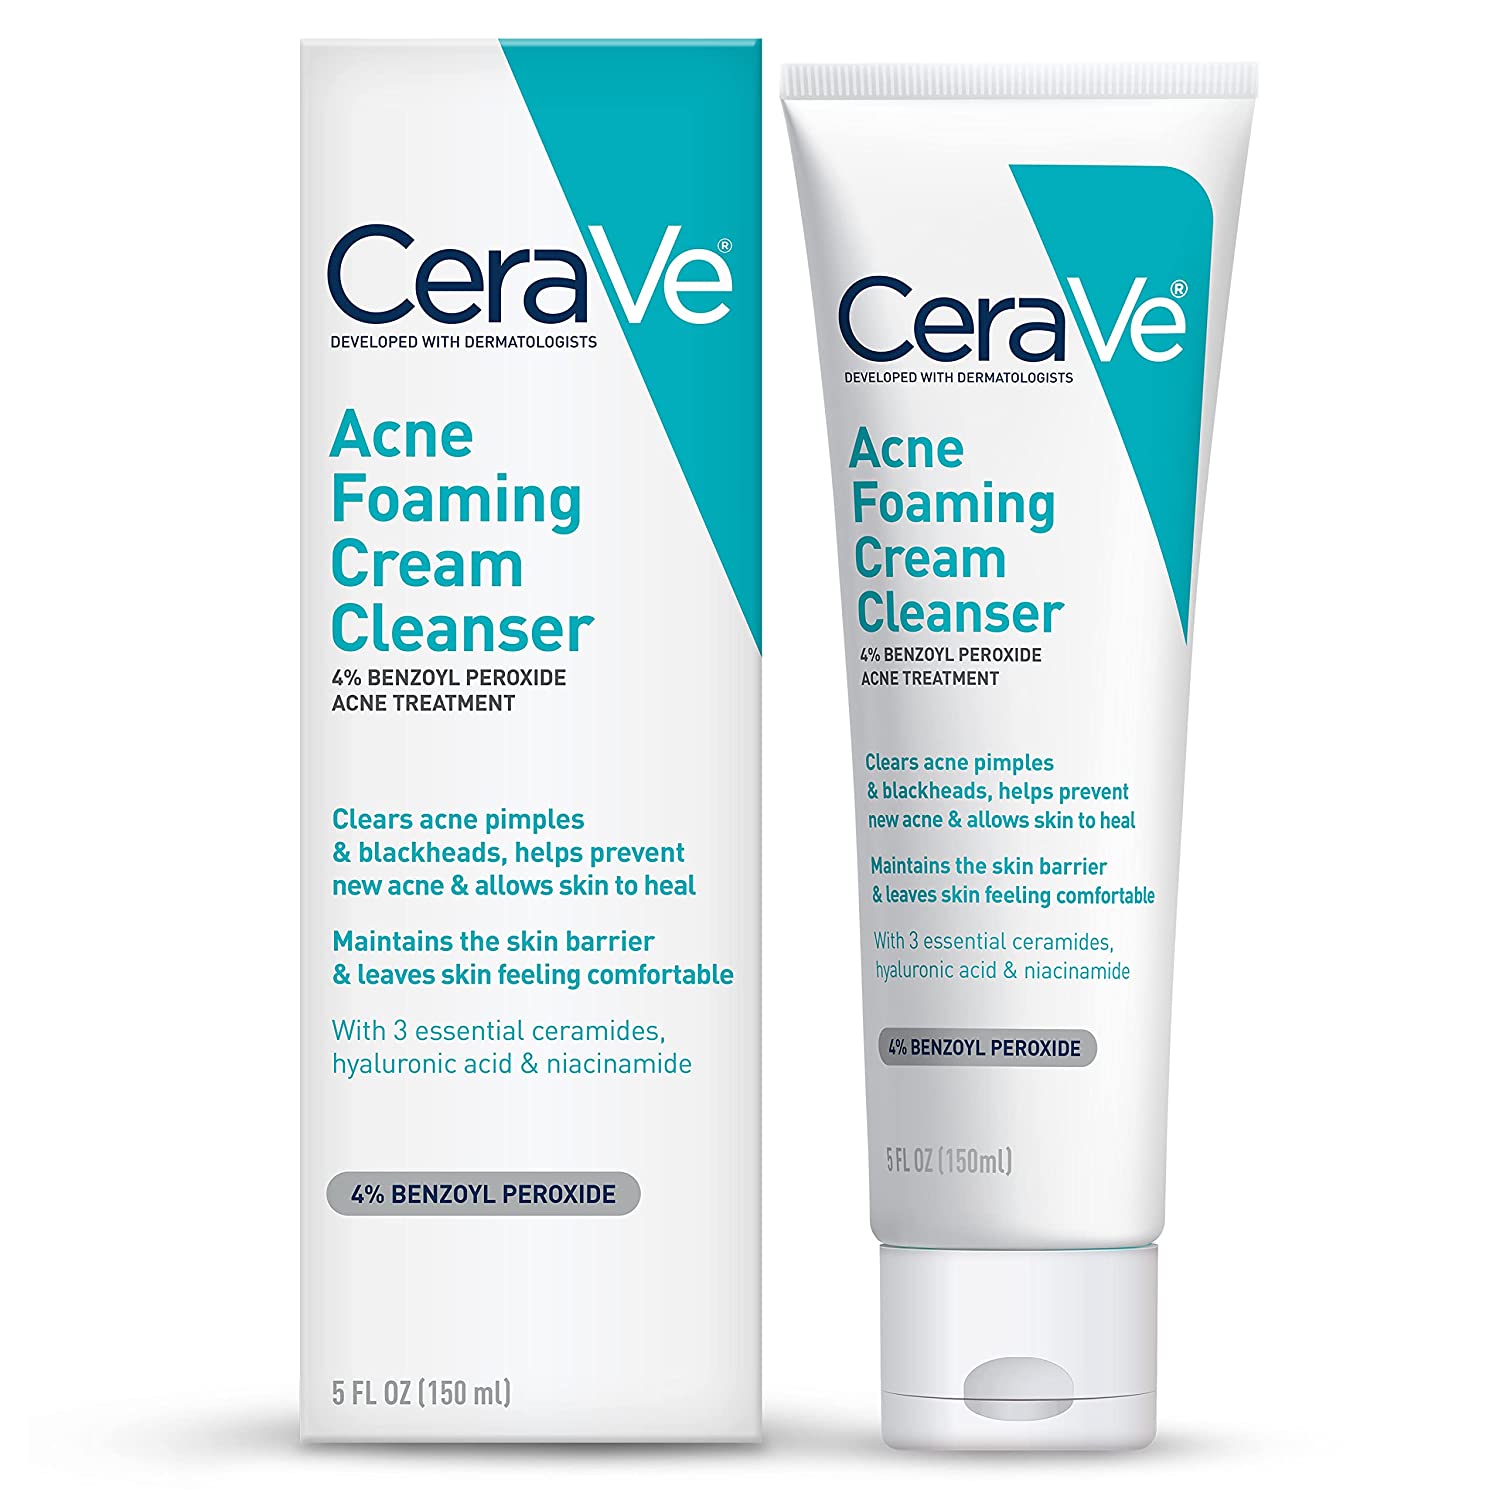 CeraVe®
DEVELOPED WITH DERMATOLOGISTS
Acne
Foaming
Cream
Cleanser
4% BENZOYL PEROXIDE
ACNE TREATMENT
Clears acne pimples
& blackheads, helps prevent
new acne & allows skin to heal
Maintains the skin barrier
& leaves skin feeling comfortable
With 3 essential ceramides,
hyaluronic acid & niacinamide
4% BENZOYL PEROXIDE
5 FL OZ (150 ml)
CeraVe®
DEVELOPED WITH DERMATOLOGISTS
Acne
Foaming
Cream
Cleanser
4% BENZOYL PEROXIDE
ACNE TREATMENT
Clears acne pimples
& blackheads, helps prevent
new acne & allows skin to heal
Maintains the skin barrier
& leaves skin feeling comfortable
With 3 essential ceramides,
hyaluronic acid & niacinamide
4% BENZOYL PEROXIDE
5 FL OZ (150ml)